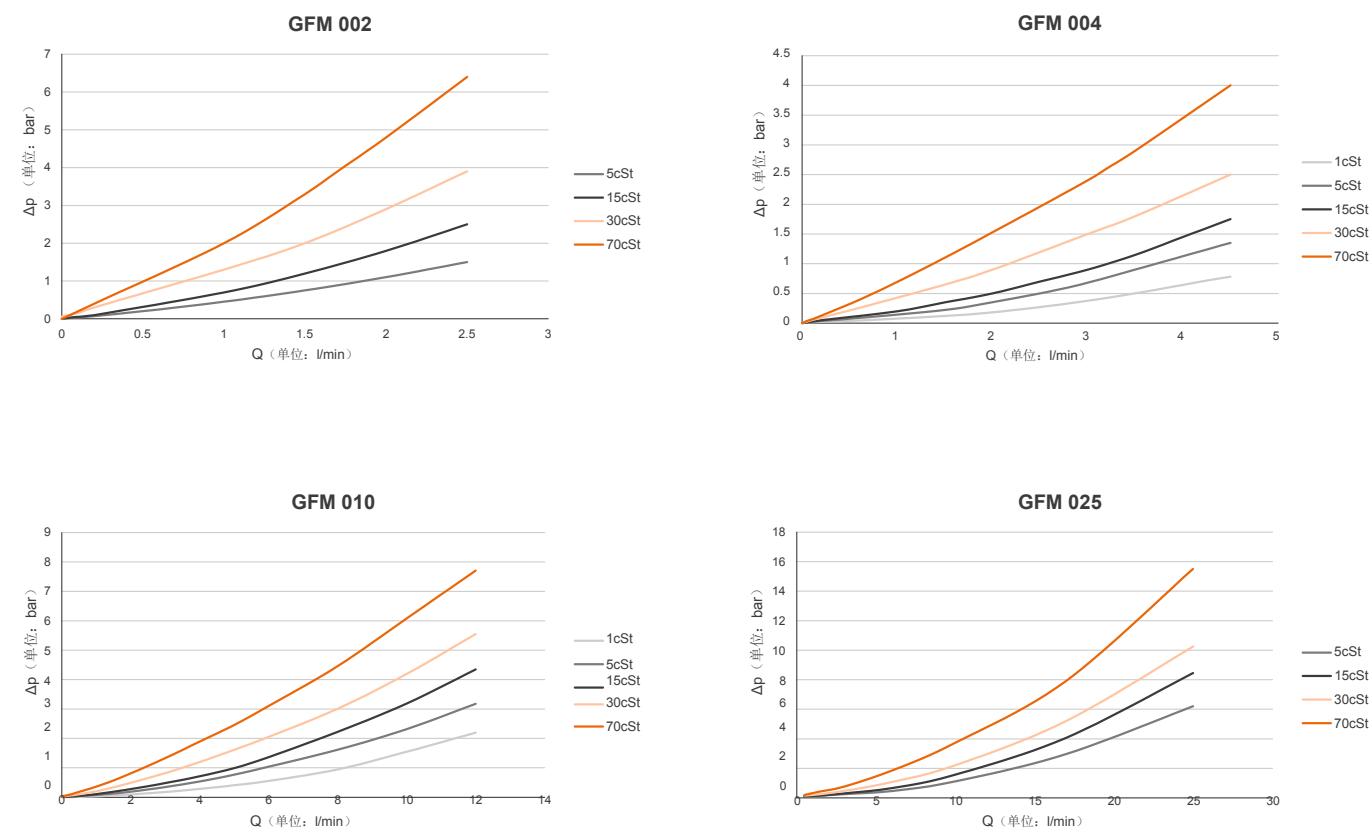 GFM 002
7
6
5
4
3
2
1
0
0 0.5 1 1.5 2 2.5 3
Δp（单位：bar）
Q（单位：l/min）
5cSt
15cSt
30cSt
70cSt
GFM 004
4.5
4
3.5
3
2.5
2
1.5
1
0.5
0
0 1 2 3 4 5
Δp（单位：bar）
Q（单位：l/min）
1cSt
5cSt
15cSt
30cSt
70cSt
GFM 010
9
8
7
6
5
4
3
2
1
0
0 2 4 6 8 10 12 14
Δp（单位：bar）
Q（单位：l/min）
1cSt
5cSt
15cSt
30cSt
70cSt
GFM 025
18
16
14
12
10
8
6
4
2
0
0 5 10 15 20 25 30
Δp（单位：bar）
Q（单位：l/min）
5cSt
15cSt
30cSt
70cSt